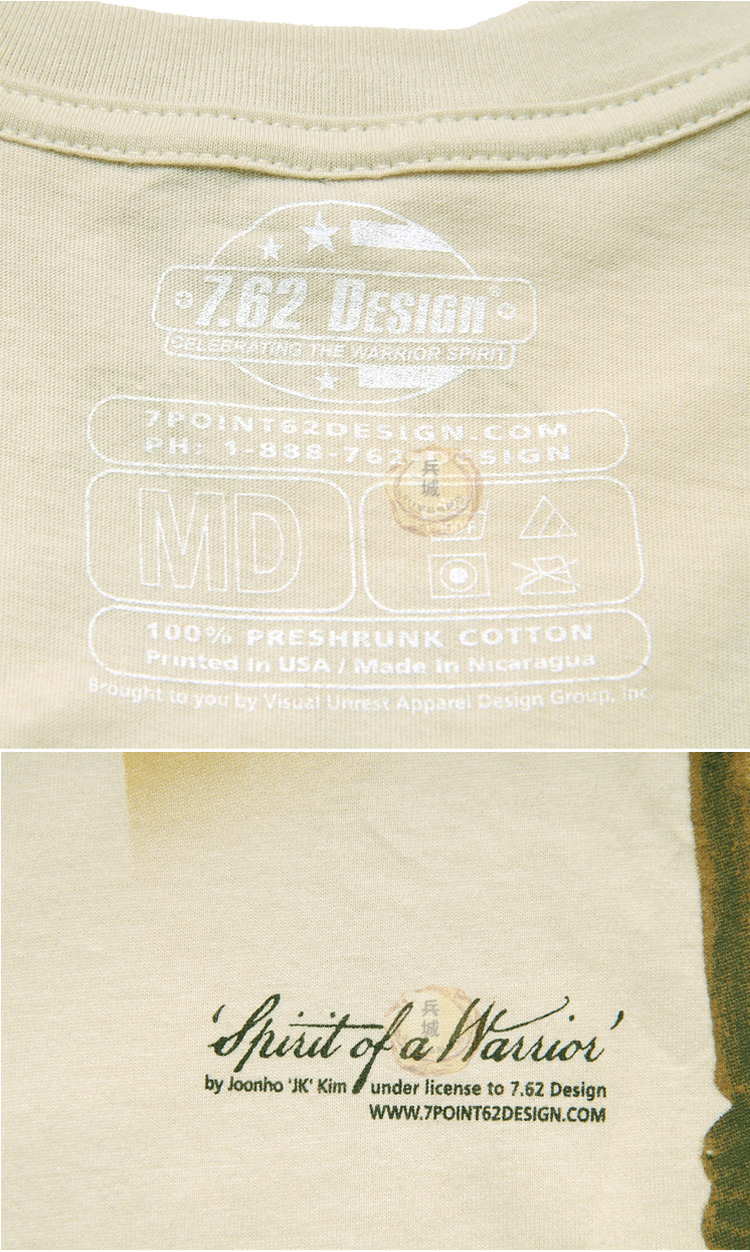 7.62 DESIGN®
CELEBRATING THE WARRIOR SPIRIT
7POINT62DESIGN.COM
PH: 1-888-762-DESIGN
兵
城
MD
100% PRESHRUNK COTTON
Printed in USA / Made in Nicaragua
Brought to you by Visual Unrest Apparel Design Group, Inc.
兵
城
'Spirit of a Warrior'
by Joonho 'JK' Kim under license to 7.62 Design
WWW.7POINT62DESIGN.COM